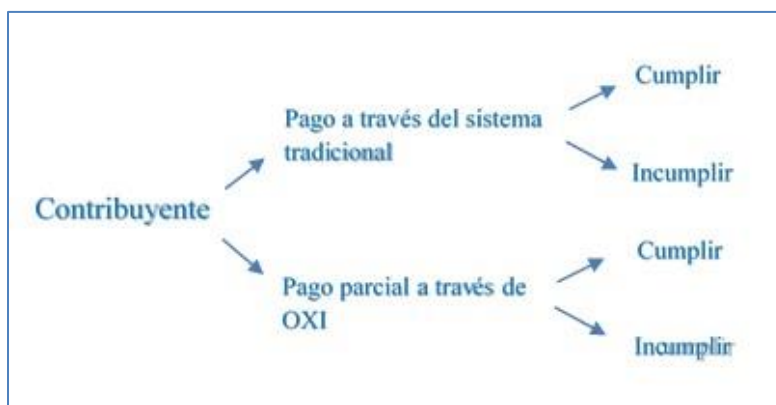 Cumplir
Pago a través del sistema
tradicional
Incumplir
Contribuyente
Cumplir
Pago parcial a través de
OXI
Incumplir